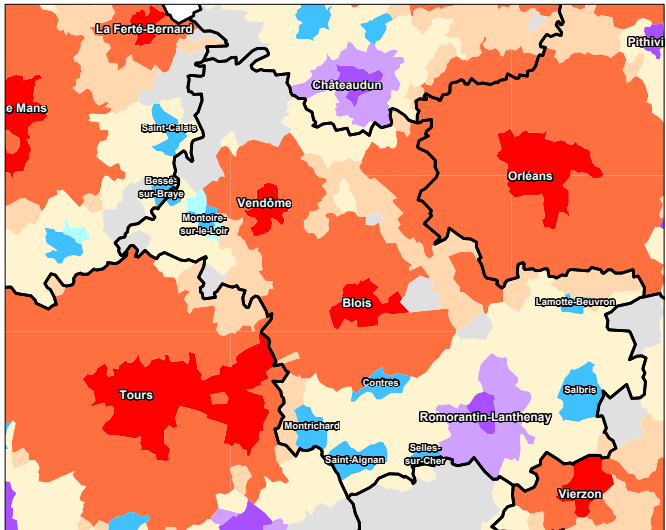 La Ferté-Bernard
Pithivi
Châteaudun
e Mans
Saint-Calais
Orléans
Bessé-
sur-Braye
Vendôme
Montoire-
sur-le-Loir
Blois
Lamotte-Beuvron
Contres
Salbris
Tours
Romorantin-Lanthenay
Montrichard
Selles-
sur-Cher
Saint-Aignan
Vierzon